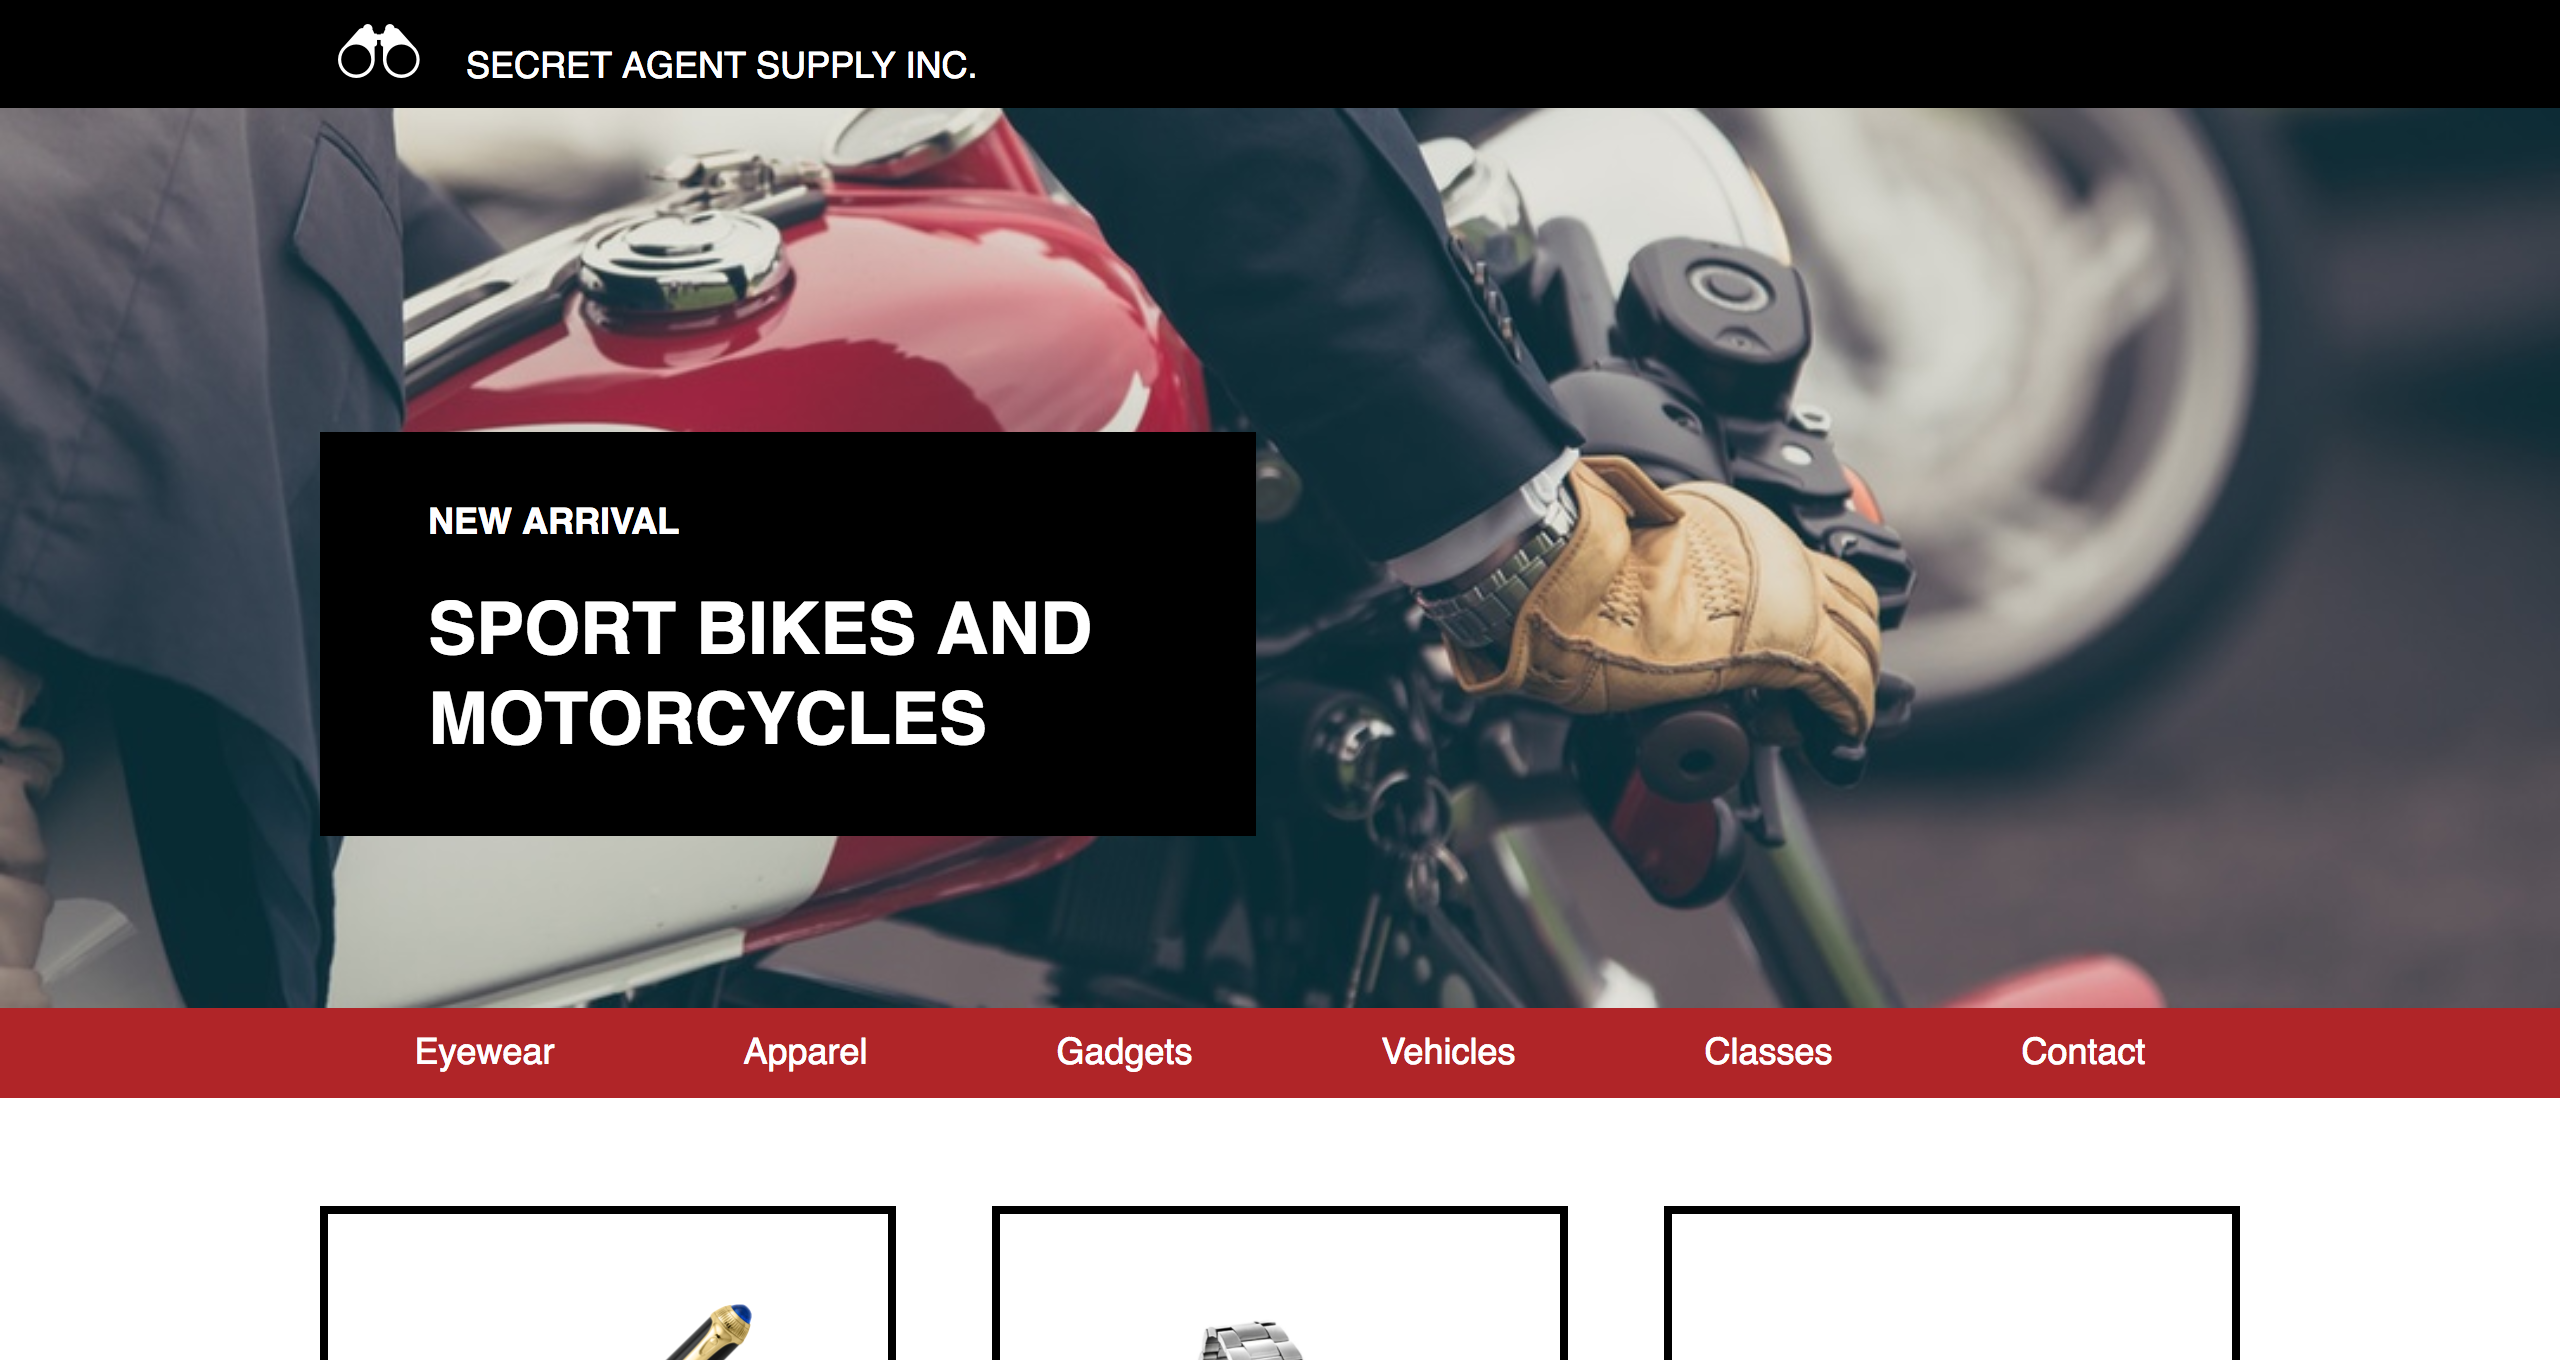 SECRET AGENT SUPPLY INC.
NEW ARRIVAL
SPORT BIKES AND
MOTORCYCLES
Eyewear Apparel Gadgets Vehicles Classes Contact